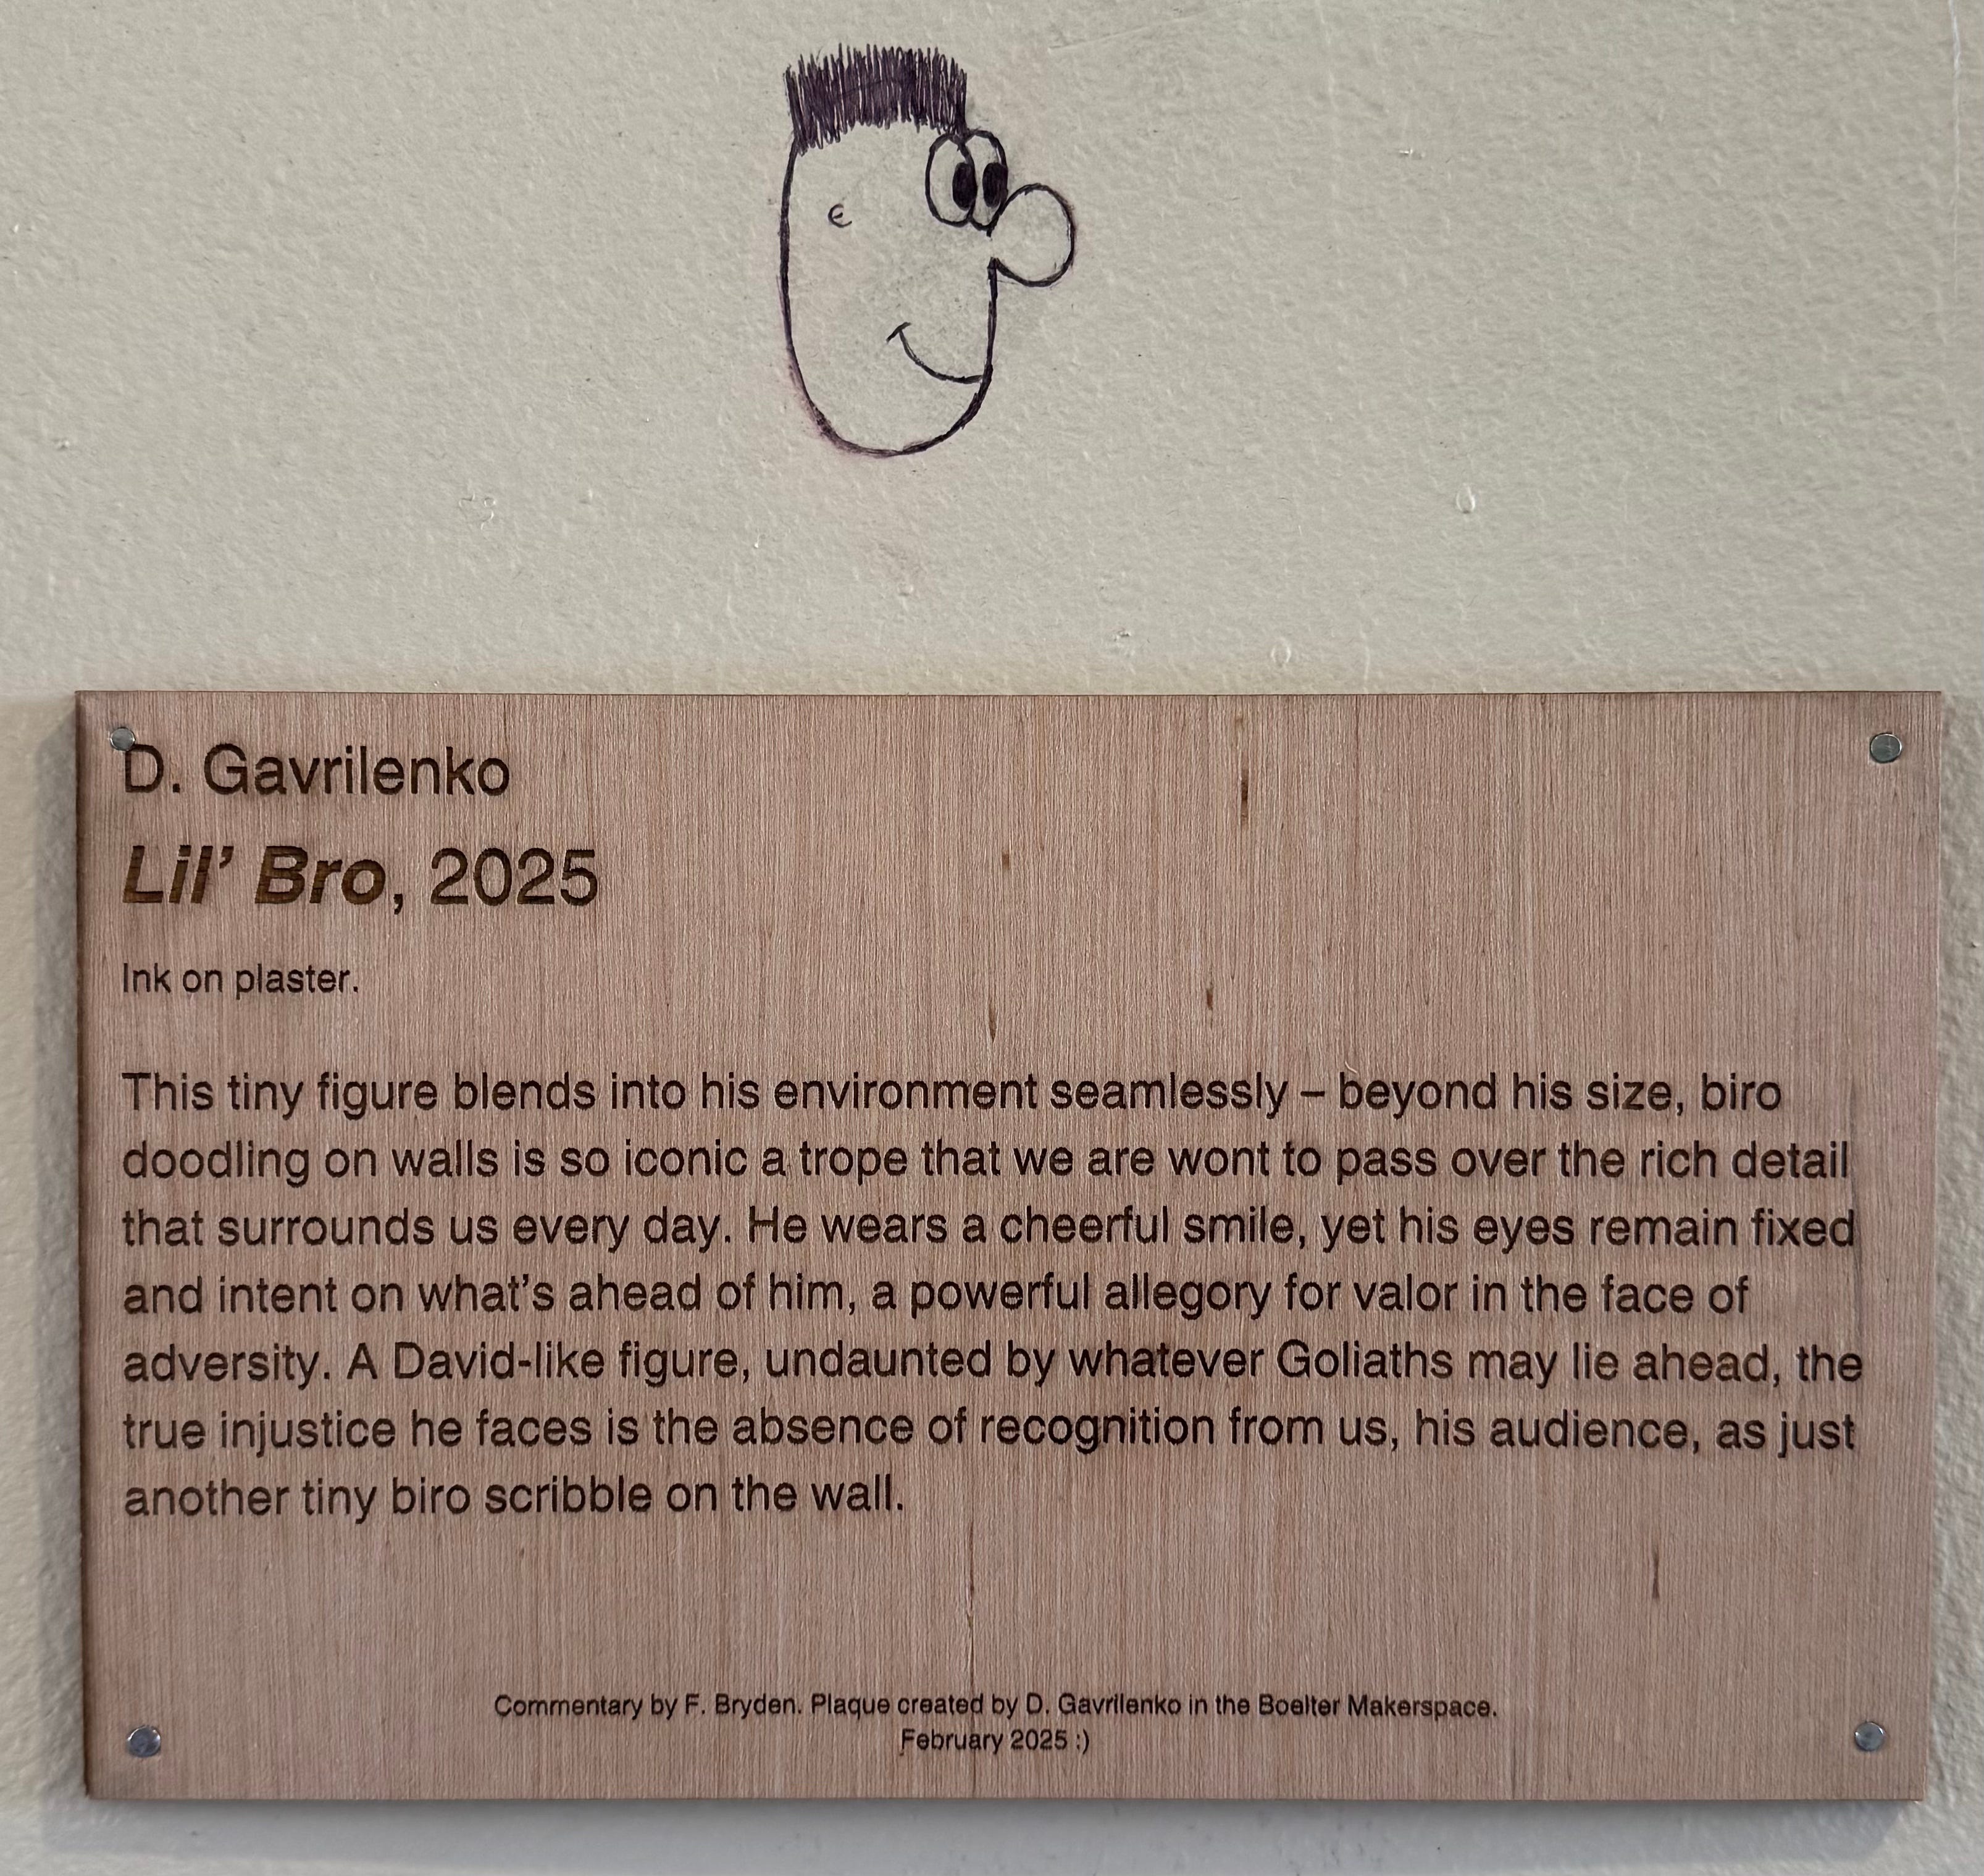 D. Gavrilenko
Lil’ Bro, 2025
Ink on plaster.
This tiny figure blends into his environment seamlessly – beyond his size, biro
doodling on walls is so iconic a trope that we are wont to pass over the rich detail
that surrounds us every day. He wears a cheerful smile, yet his eyes remain fixed
and intent on what’s ahead of him, a powerful allegory for valor in the face of
adversity. A David-like figure, undaunted by whatever Goliaths may lie ahead, the
true injustice he faces is the absence of recognition from us, his audience, as just
another tiny biro scribble on the wall.
Commentary by F. Bryden. Plaque created by D. Gavrilenko in the Boelter Makerspace.
February 2025 :)